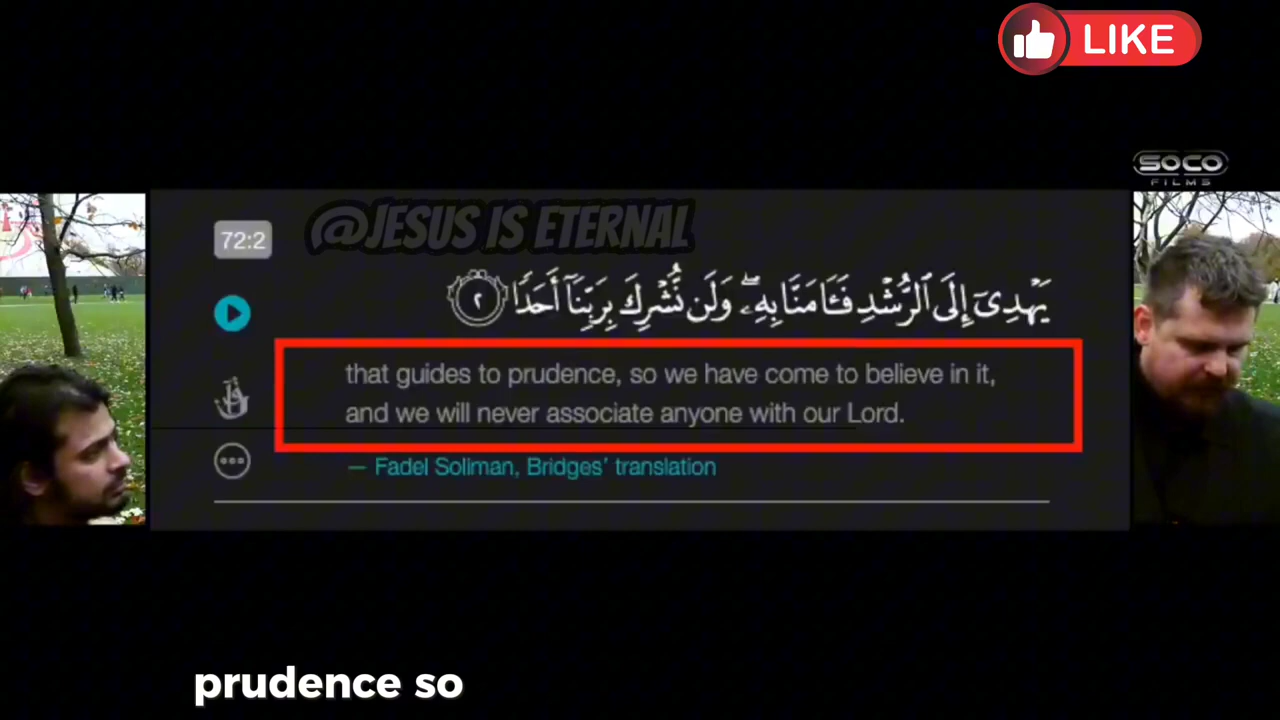 LIKE
SOCO
FILMS
@JESUS IS ETERNAL
72:2
يَهْدِىٓ إِلَى ٱلرُّشْدِ فَـَٔامَنَّا بِهِۦ ۖ وَلَن نُّشْرِكَ بِرَبِّنَآ أَحَدًا ٢
that guides to prudence, so we have come to believe in it,
and we will never associate anyone with our Lord.
— Fadel Soliman, Bridges’ translation
prudence so